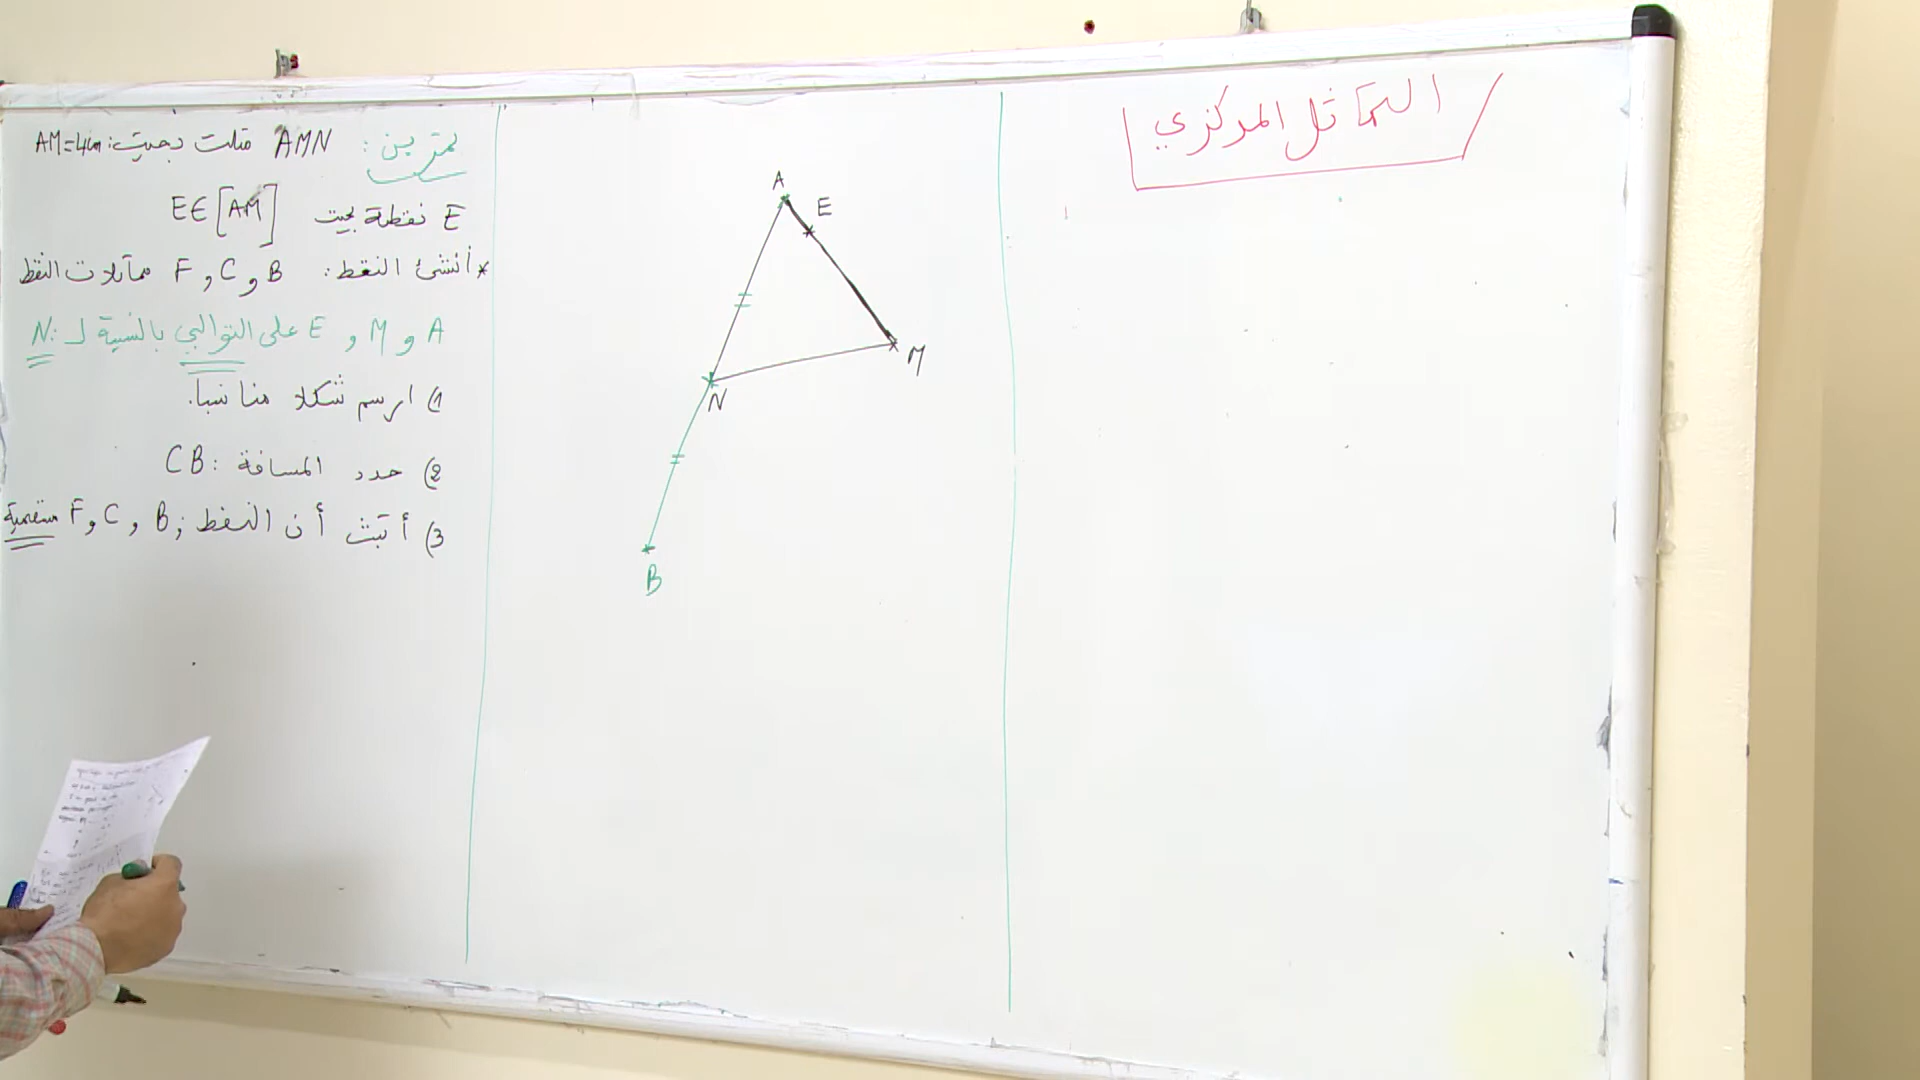 التماثل المركزي
تمرين: AMN مثلث بحيث: AM=4cm
E نقطة بحيث E∈[AM]
* أنشئ النقط: B و C و F مماثلات النقط
A و M و E على التوالي بالنسبة لـ: N
1) ارسم شكلا مناسبا.
2) حدد المسافة: CB
3) أتبث أن النقط; B و C و F مستقيمية
A
E
M
N
B